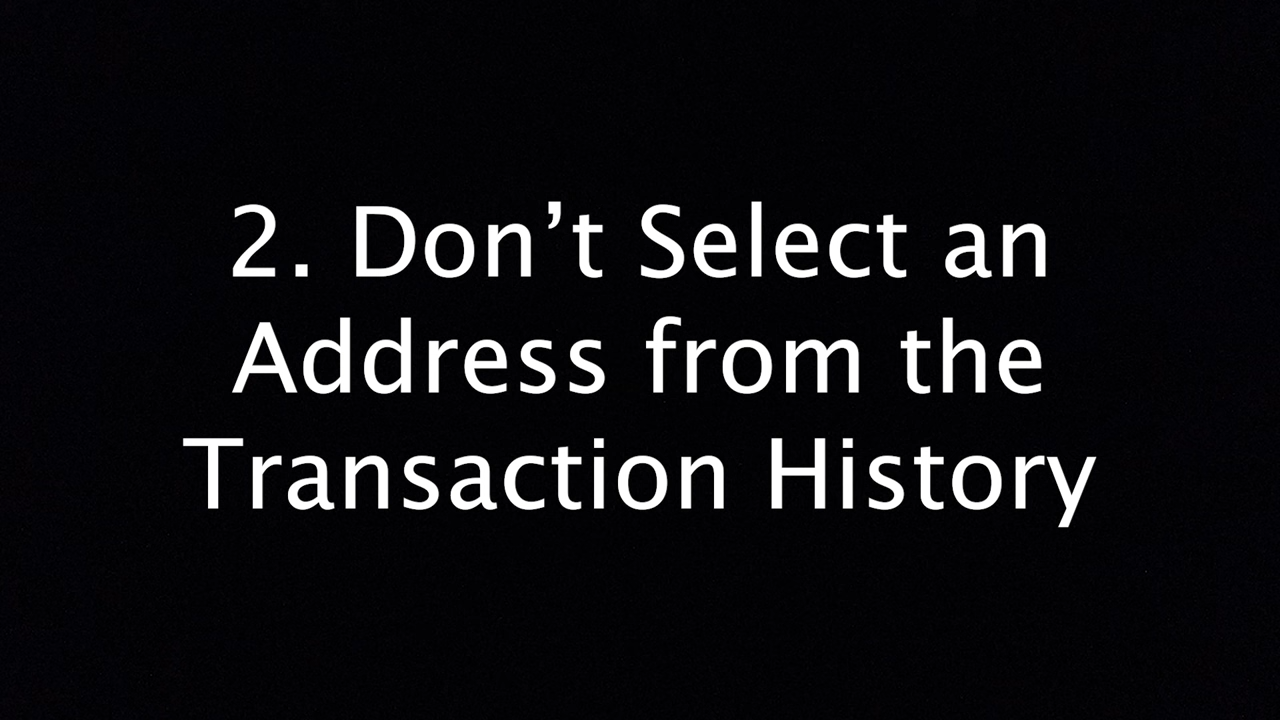 2. Don’t Select an
Address from the
Transaction History